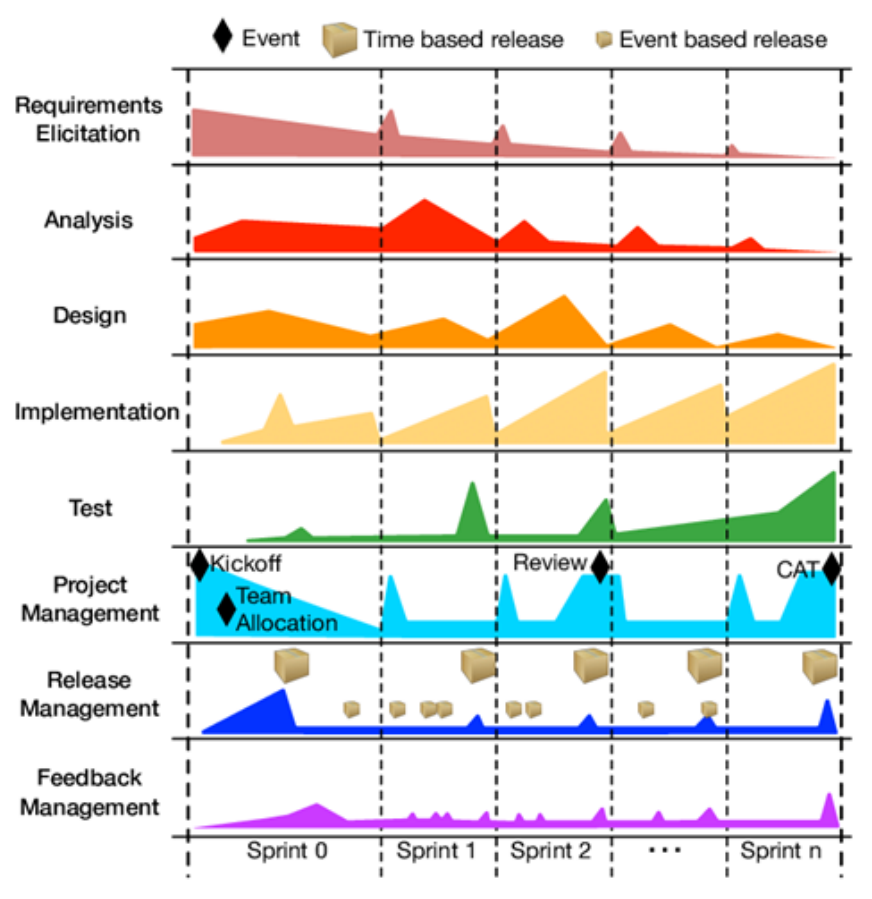 Event
Time based release
Event based release
Requirements
Elicitation
Analysis
Design
Implementation
Test
Project
Management
Kickoff
Team
Allocation
Review
CAT
Release
Management
Feedback
Management
Sprint 0
Sprint 1
Sprint 2
...
Sprint n